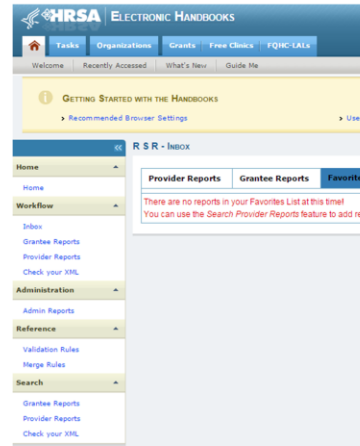 HRSA ELECTRONIC HANDBOOKS
Tasks Organizations Grants Free Clinics FQHC-LALs
Welcome Recently Accessed What's New Guide Me
GETTING STARTED WITH THE HANDBOOKS
Recommended Browser Settings
Use
R S R - INBOX
Home
Home
Workflow
Inbox
Grantee Reports
Provider Reports
Check your XML
Administration
Admin Reports
Reference
Validation Rules
Merge Rules
Search
Grantee Reports
Provider Reports
Check your XML
Provider Reports Grantee Reports Favorite
There are no reports in your Favorites List at this time!
You can use the Search Provider Reports feature to add re